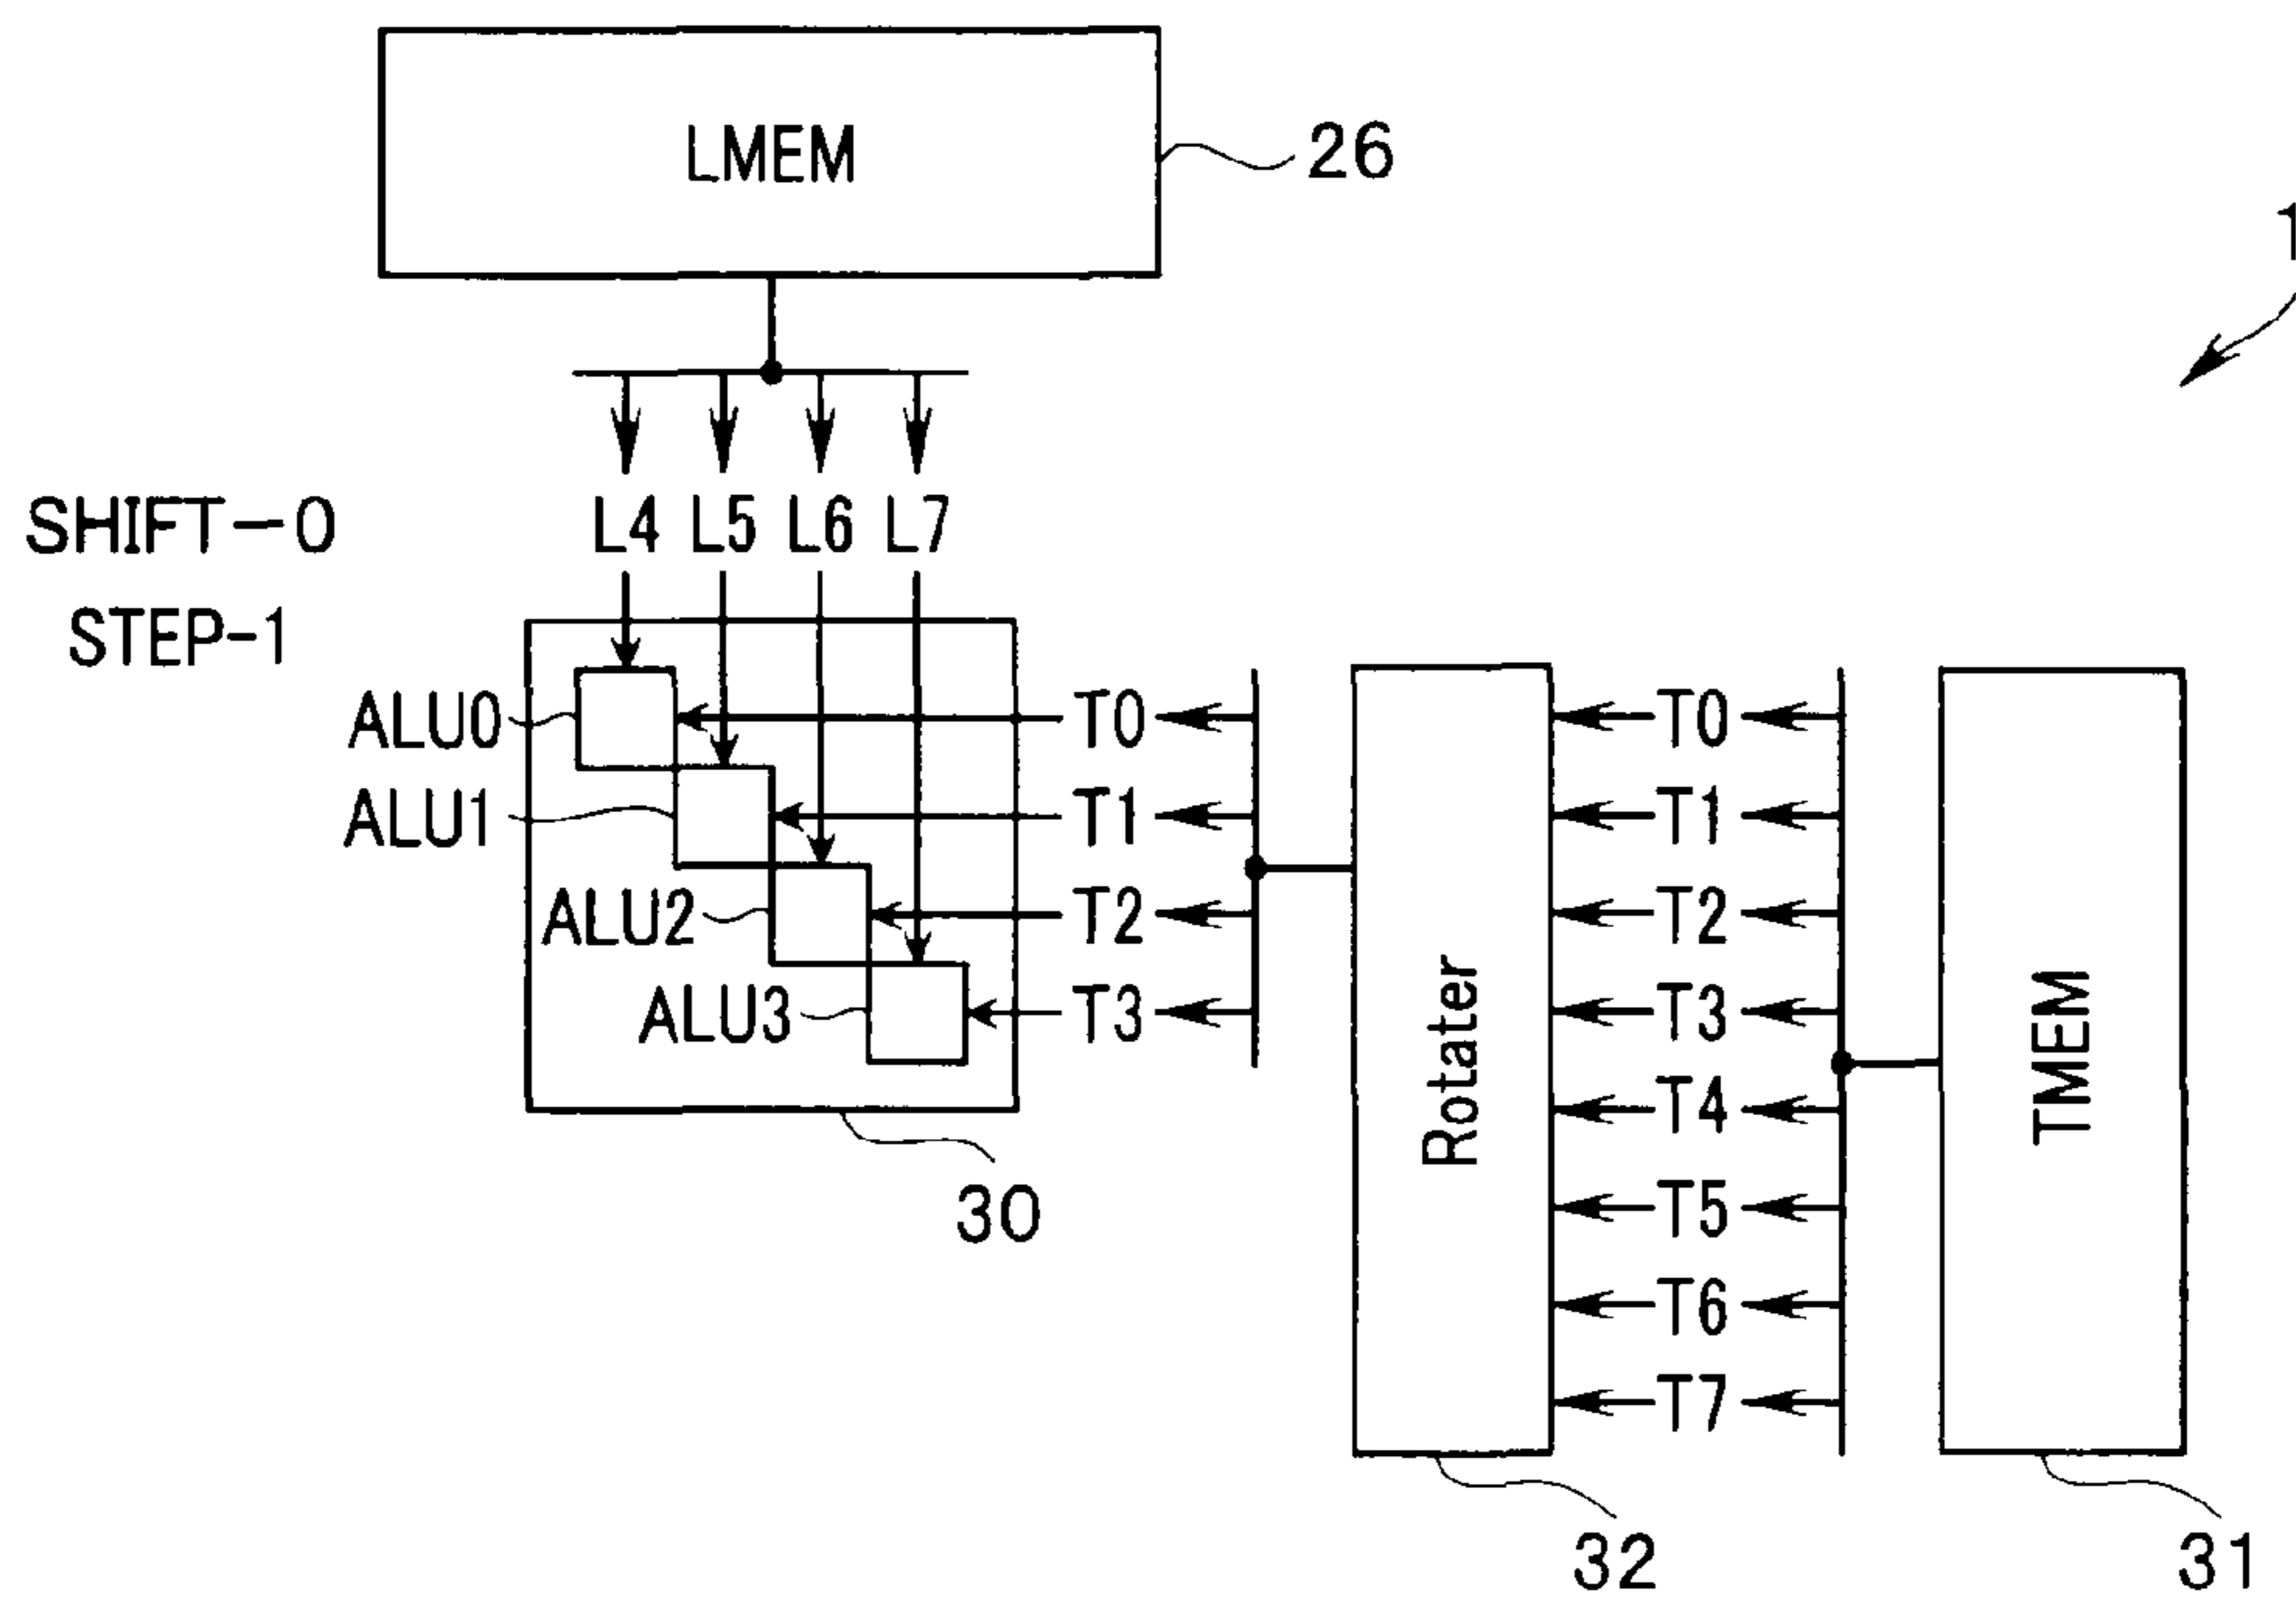 LMEM
26
1
SHIFT-0
L4 L5 L6 L7
STEP-1
ALU0
T0
T0
ALU1
T1
T1
ALU2
T2
T2
ALU3
T3
T3
T4
T5
T6
T7
Rotater
TMEM
30
32
31